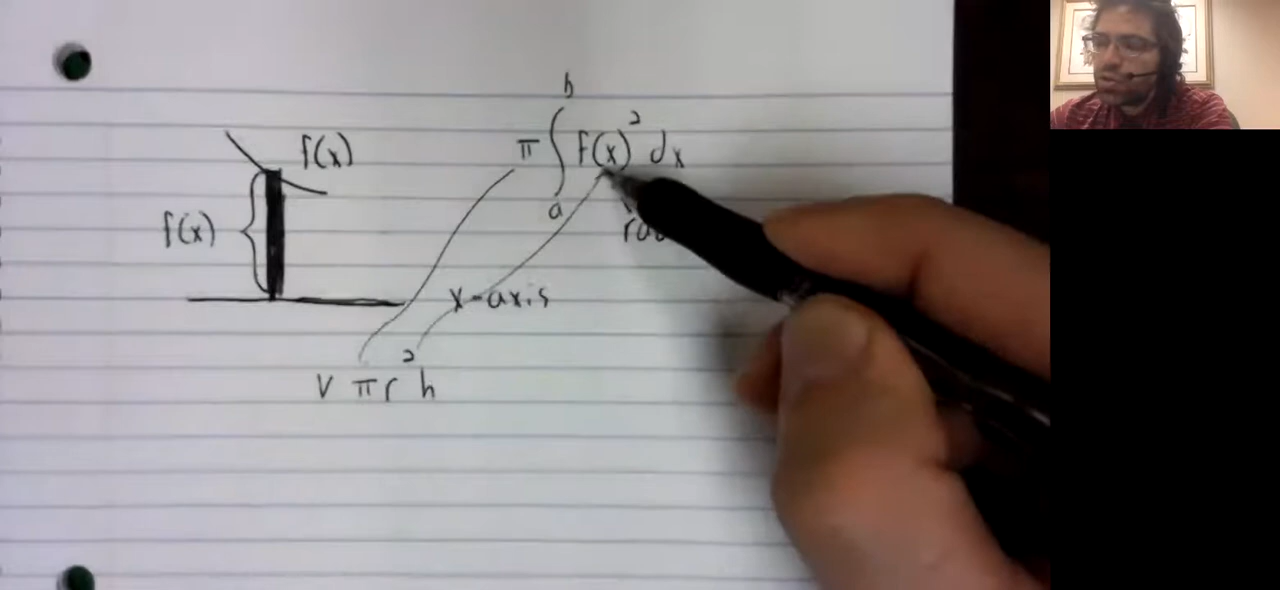 b
f(x)
π ∫ f(x)² dx
a
f(x)
x-axis
V πr² h